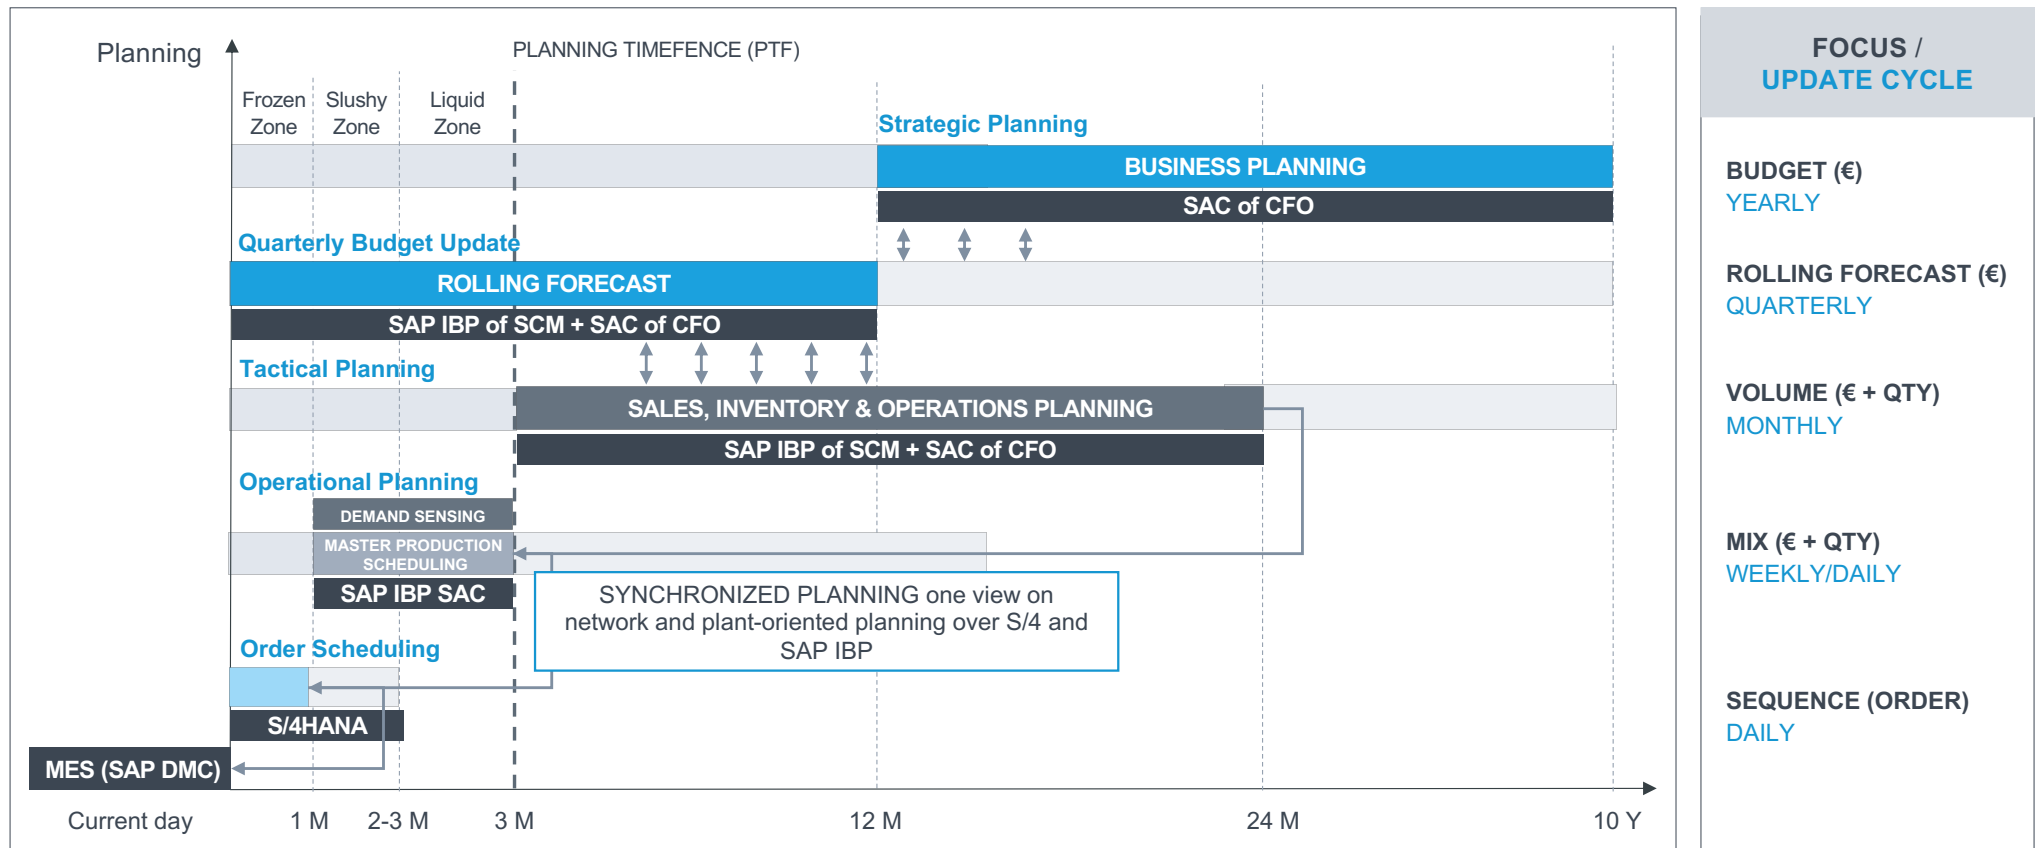 Planning
PLANNING TIMEFENCE (PTF)
Frozen
Zone
Slushy
Zone
Liquid
Zone
Strategic Planning
BUSINESS PLANNING
SAC of CFO
Quarterly Budget Update
ROLLING FORECAST
SAP IBP of SCM + SAC of CFO
Tactical Planning
SALES, INVENTORY & OPERATIONS PLANNING
SAP IBP of SCM + SAC of CFO
Operational Planning
DEMAND SENSING
MASTER PRODUCTION
SCHEDULING
SAP IBP SAC
SYNCHRONIZED PLANNING one view on
network and plant-oriented planning over S/4 and
SAP IBP
Order Scheduling
S/4HANA
MES (SAP DMC)
Current day
1 M
2-3 M
3 M
12 M
24 M
10 Y
FOCUS /
UPDATE CYCLE
BUDGET (€)
YEARLY
ROLLING FORECAST (€)
QUARTERLY
VOLUME (€ + QTY)
MONTHLY
MIX (€ + QTY)
WEEKLY/DAILY
SEQUENCE (ORDER)
DAILY